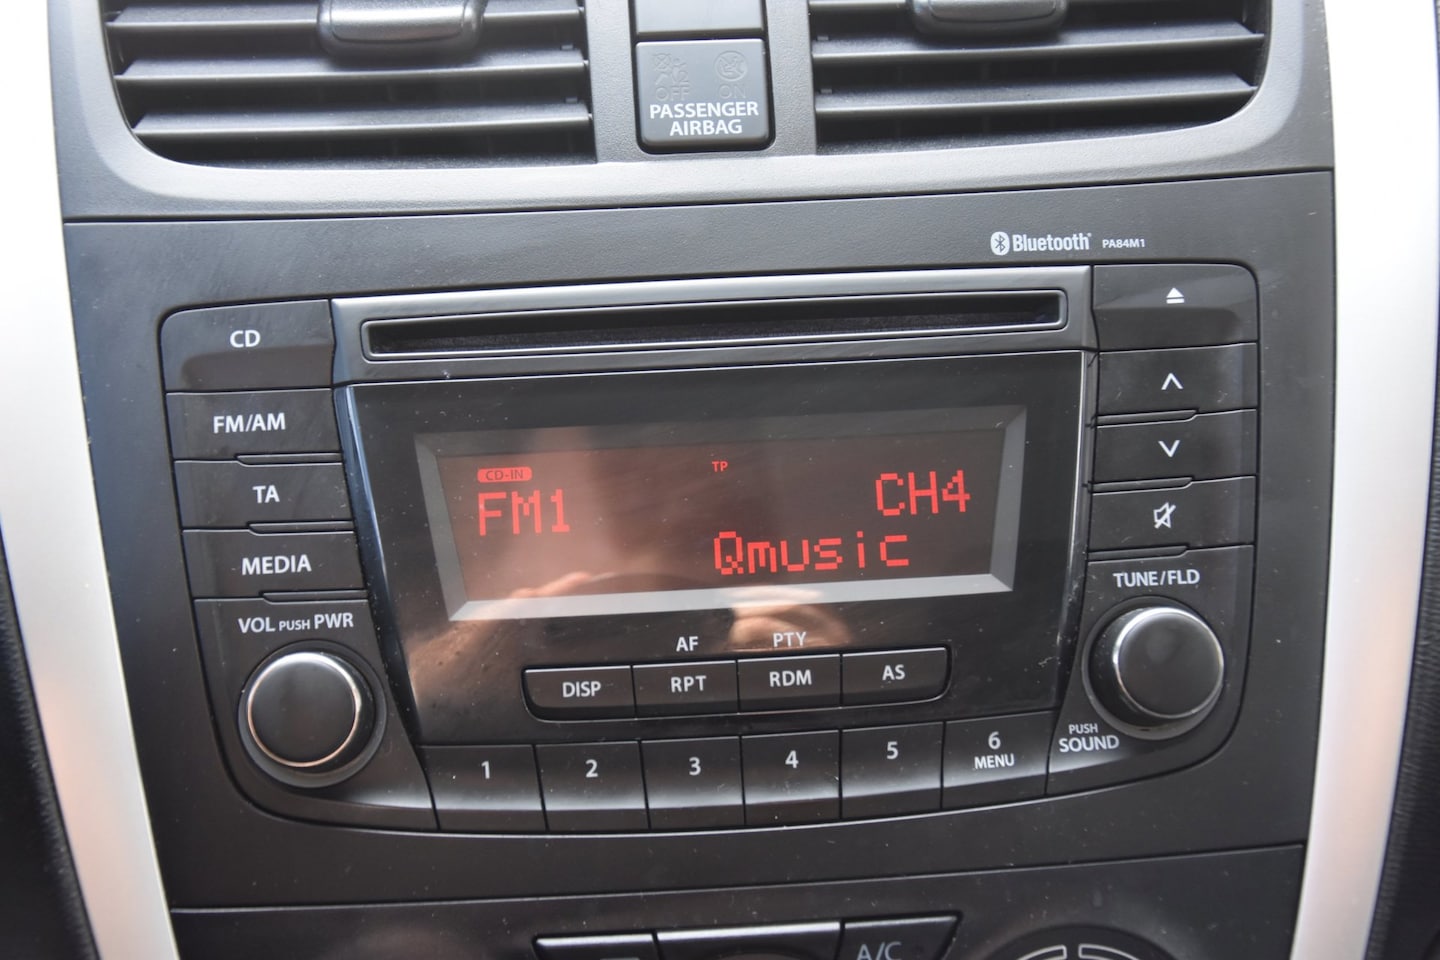 OFF ON
PASSENGER
AIRBAG
Bluetooth PA84M1
CD
FM/AM
TA
MEDIA
VOL PUSH PWR
CD-IN
TP
FM1
CH4
Qmusic
TUNE/FLD
AF
PTY
DISP
RPT
RDM
AS
PUSH
SOUND
1
2
3
4
5
6
MENU
A/C